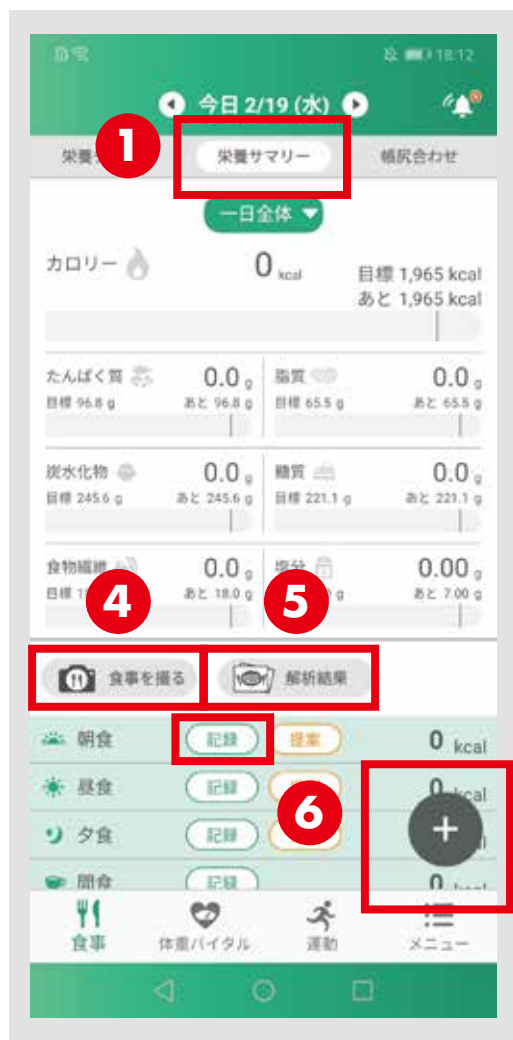 18:12
今日 2/19 (水)
1
栄養サマリー
帳尻合わせ
一日全体
カロリー
0 kcal
目標 1,965 kcal
あと 1,965 kcal
たんぱく質
0.0 g
目標 96.8 g
あと 96.8 g
脂質
0.0 g
目標 65.5 g
あと 65.5 g
炭水化物
0.0 g
目標 245.6 g
あと 245.6 g
糖質
0.0 g
目標 221.1 g
あと 221.1 g
食物繊維
0.0 g
目標
あと 18.0 g
塩分
0.00 g
あと 7.00 g
4
5
食事を撮る
解析結果
朝食 記録 提案 0 kcal
昼食 記録 0 kcal
6
+
夕食 記録
間食 記録 0
食事
体重バイタル
運動
メニュー